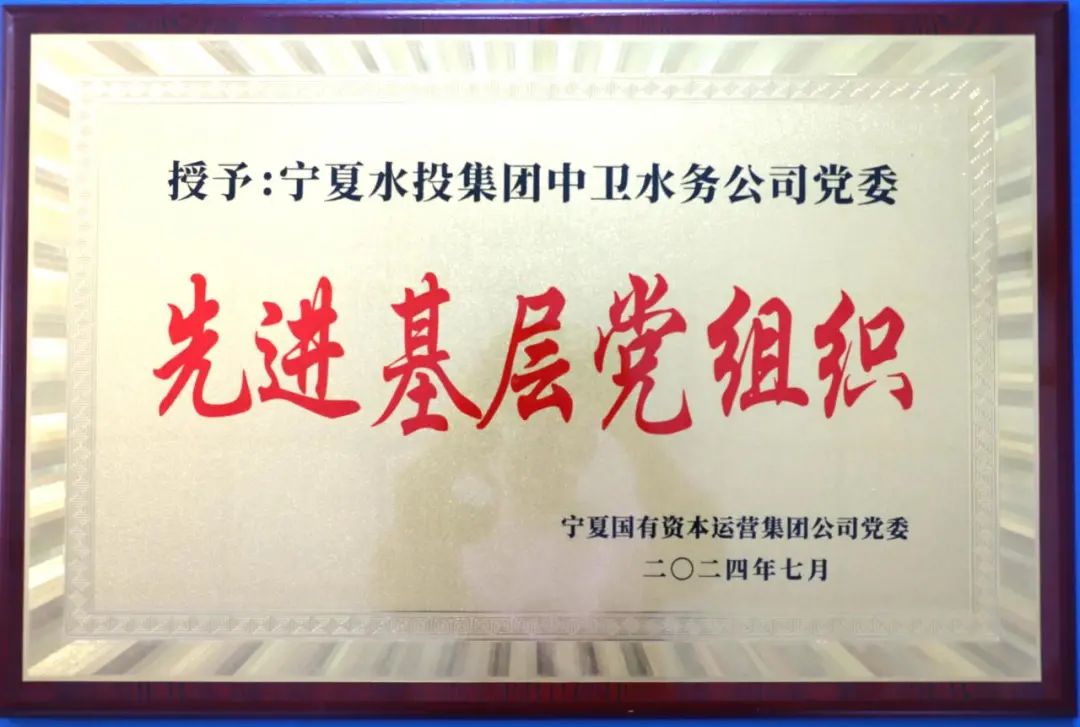 授予:宁夏水投集团中卫水务公司党委
先进基层党组织
宁夏国有资本运营集团公司党委
二〇二四年七月